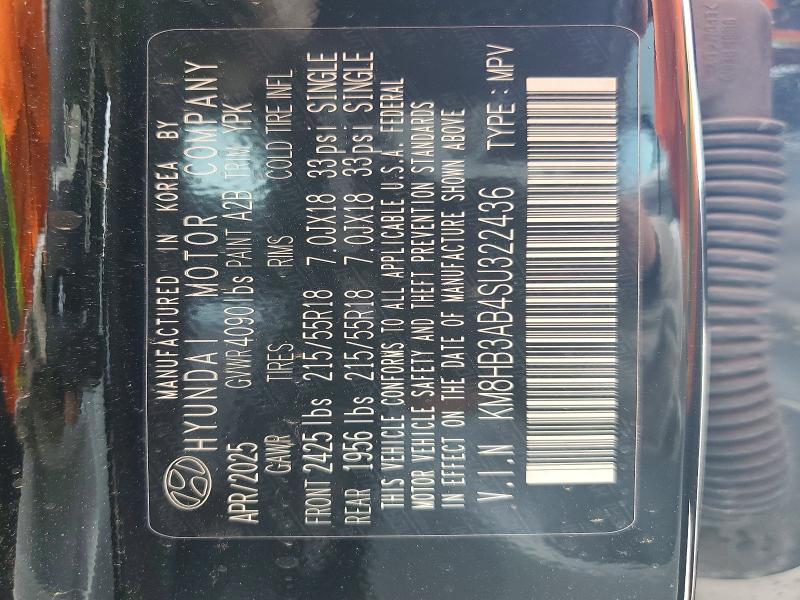 MANUFACTURED IN KOREA BY
HYUNDAI MOTOR COMPANY
APR/2025 GVWR 4090 lbs PAINT A2B TRIM YPK
GAWR TIRES RIMS COLD TIRE INFL
FRONT 2425 lbs 215/55R18 7.0JX18 33psi SINGLE
REAR 1956 lbs 215/55R18 7.0JX18 33psi SINGLE
THIS VEHICLE CONFORMS TO ALL APPLICABLE U.S.A. FEDERAL
MOTOR VEHICLE SAFETY AND THEFT PREVENTION STANDARDS
IN EFFECT ON THE DATE OF MANUFACTURE SHOWN ABOVE
V.I.N KM8HB3AB4SU322436 TYPE : MPV